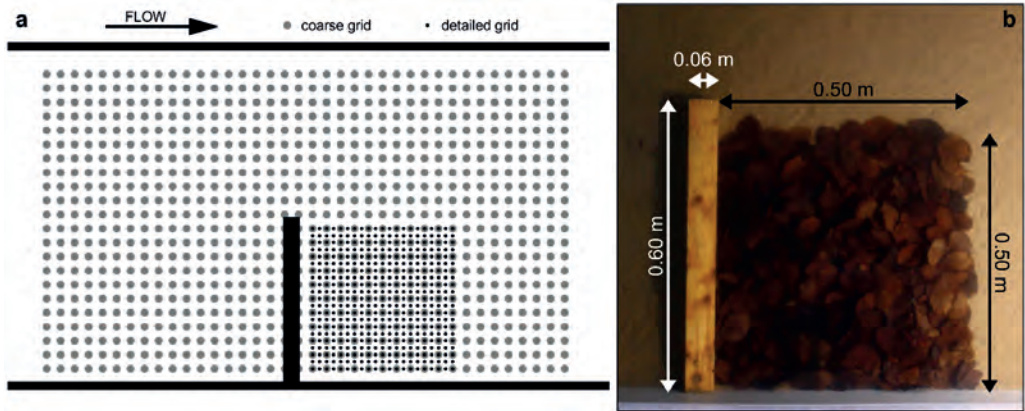 a
FLOW
coarse grid
detailed grid
b
0.06 m
0.50 m
0.60 m
0.50 m